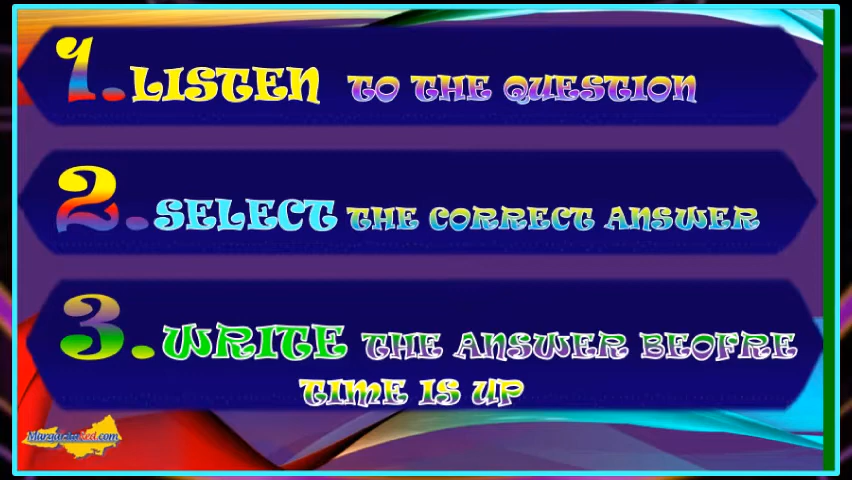 1.LISTEN TO THE QUESTION
2.SELECT THE CORRECT ANSWER
3.WRITE THE ANSWER BEOFRE
TIME IS UP